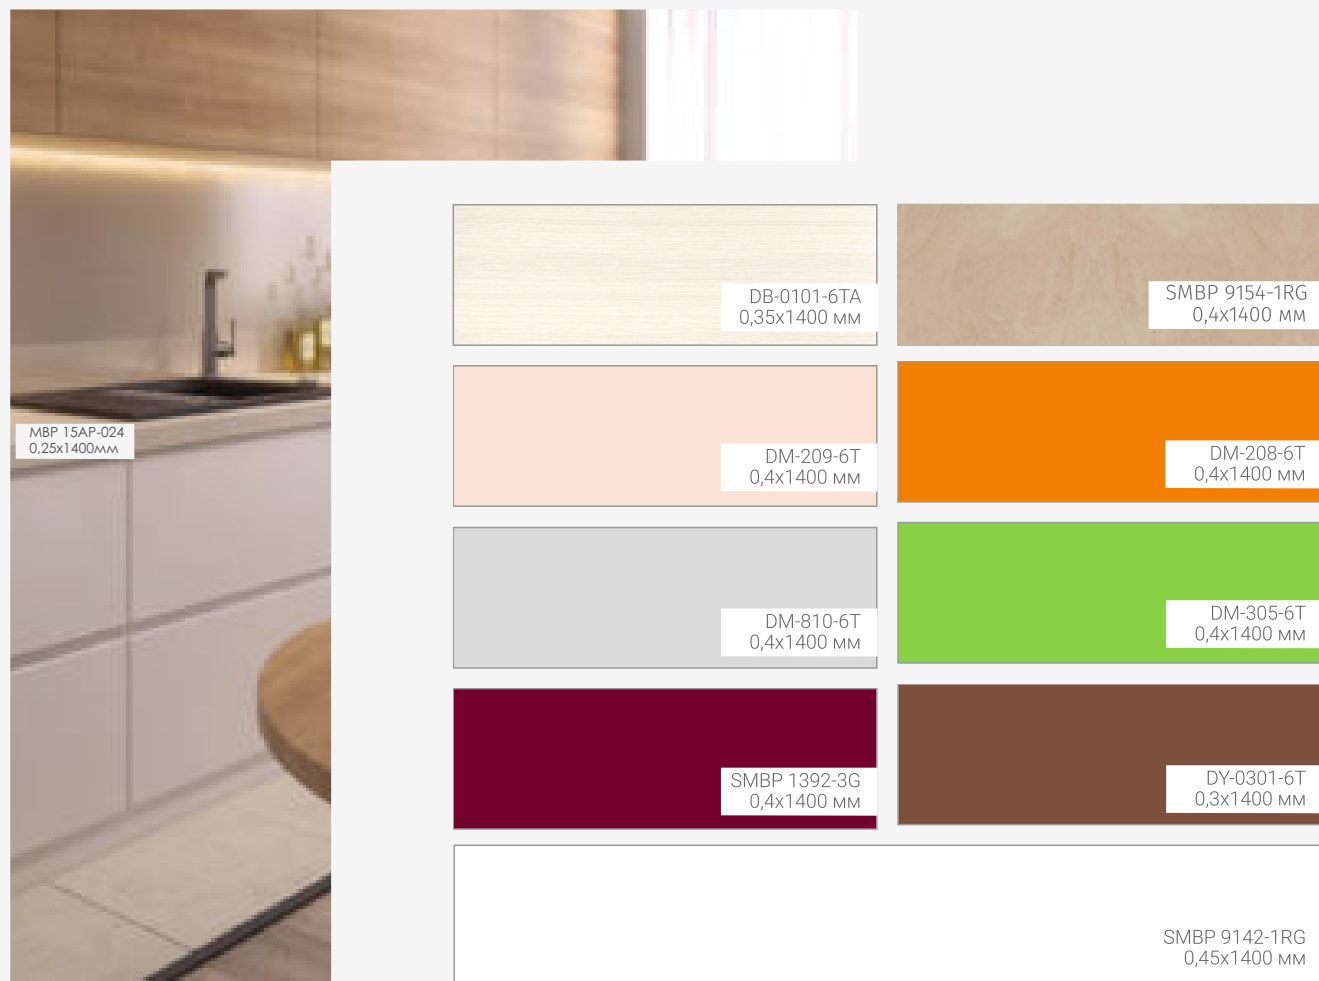 MBP 15AP-024
0,25x1400мм
DB-0101-6TA
0,35x1400 мм
SMBP 9154-1RG
0,4x1400 мм
DM-209-6T
0,4x1400 мм
DM-208-6T
0,4x1400 мм
DM-810-6T
0,4x1400 мм
DM-305-6T
0,4x1400 мм
SMBP 1392-3G
0,4x1400 мм
DY-0301-6T
0,3x1400 мм
SMBP 9142-1RG
0,45x1400 мм